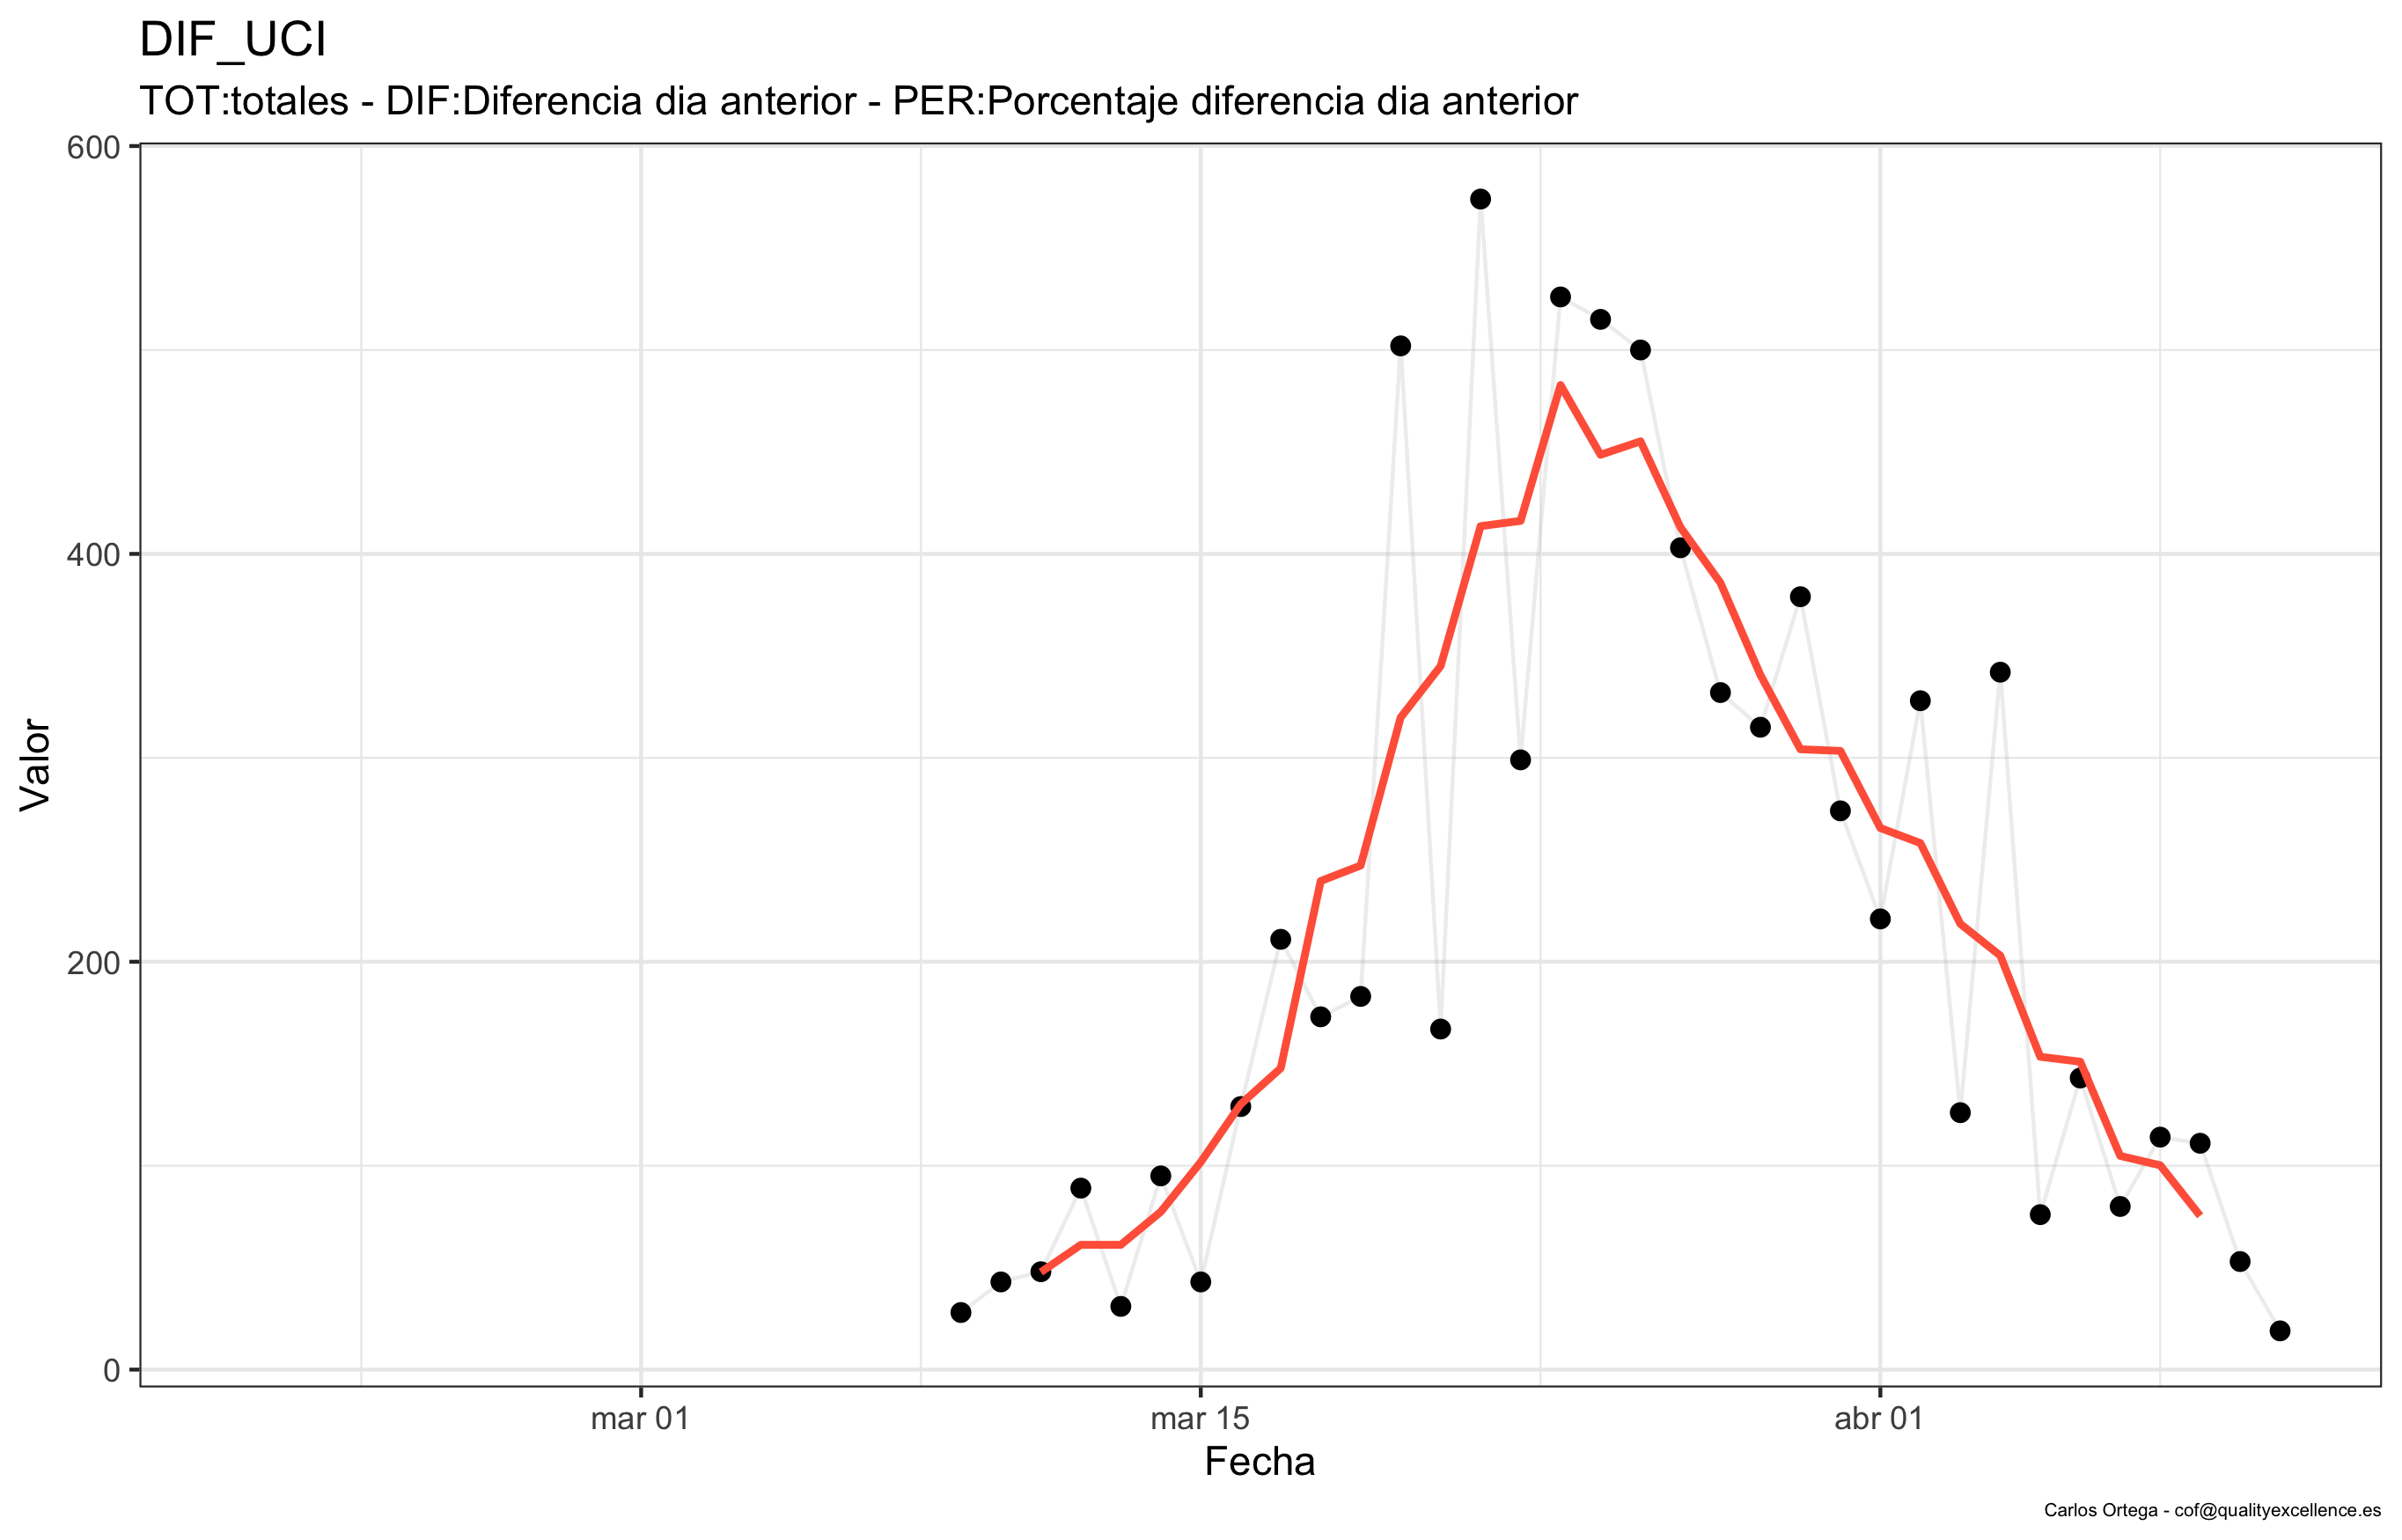 DIF_UCI
TOT:totales - DIF:Diferencia dia anterior - PER:Porcentaje diferencia dia anterior
600
400
200
0
Valor
mar 01
mar 15
abr 01
Fecha
Carlos Ortega - cof@qualityexcellence.es